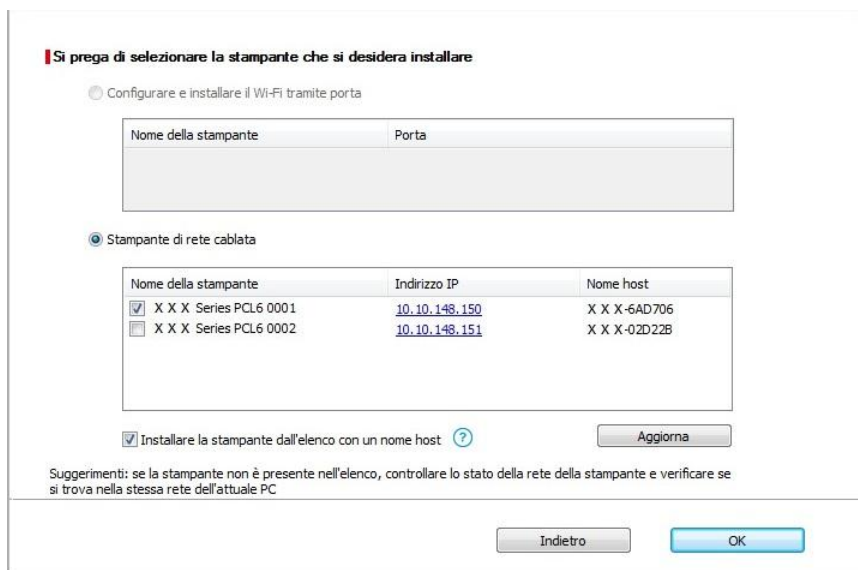 Si prega di selezionare la stampante che si desidera installare
Configurare e installare il Wi-Fi tramite porta
Nome della stampante Porta
Stampante di rete cablata
Nome della stampante Indirizzo IP Nome host
X X X Series PCL6 0001 10.10.148.150 X X X-6AD706
X X X Series PCL6 0002 10.10.148.151 X X X-02D22B
Installare la stampante dall'elenco con un nome host ? Aggiorna
Suggerimenti: se la stampante non è presente nell'elenco, controllare lo stato della rete della stampante e verificare se
si trova nella stessa rete dell'attuale PC
Indietro OK